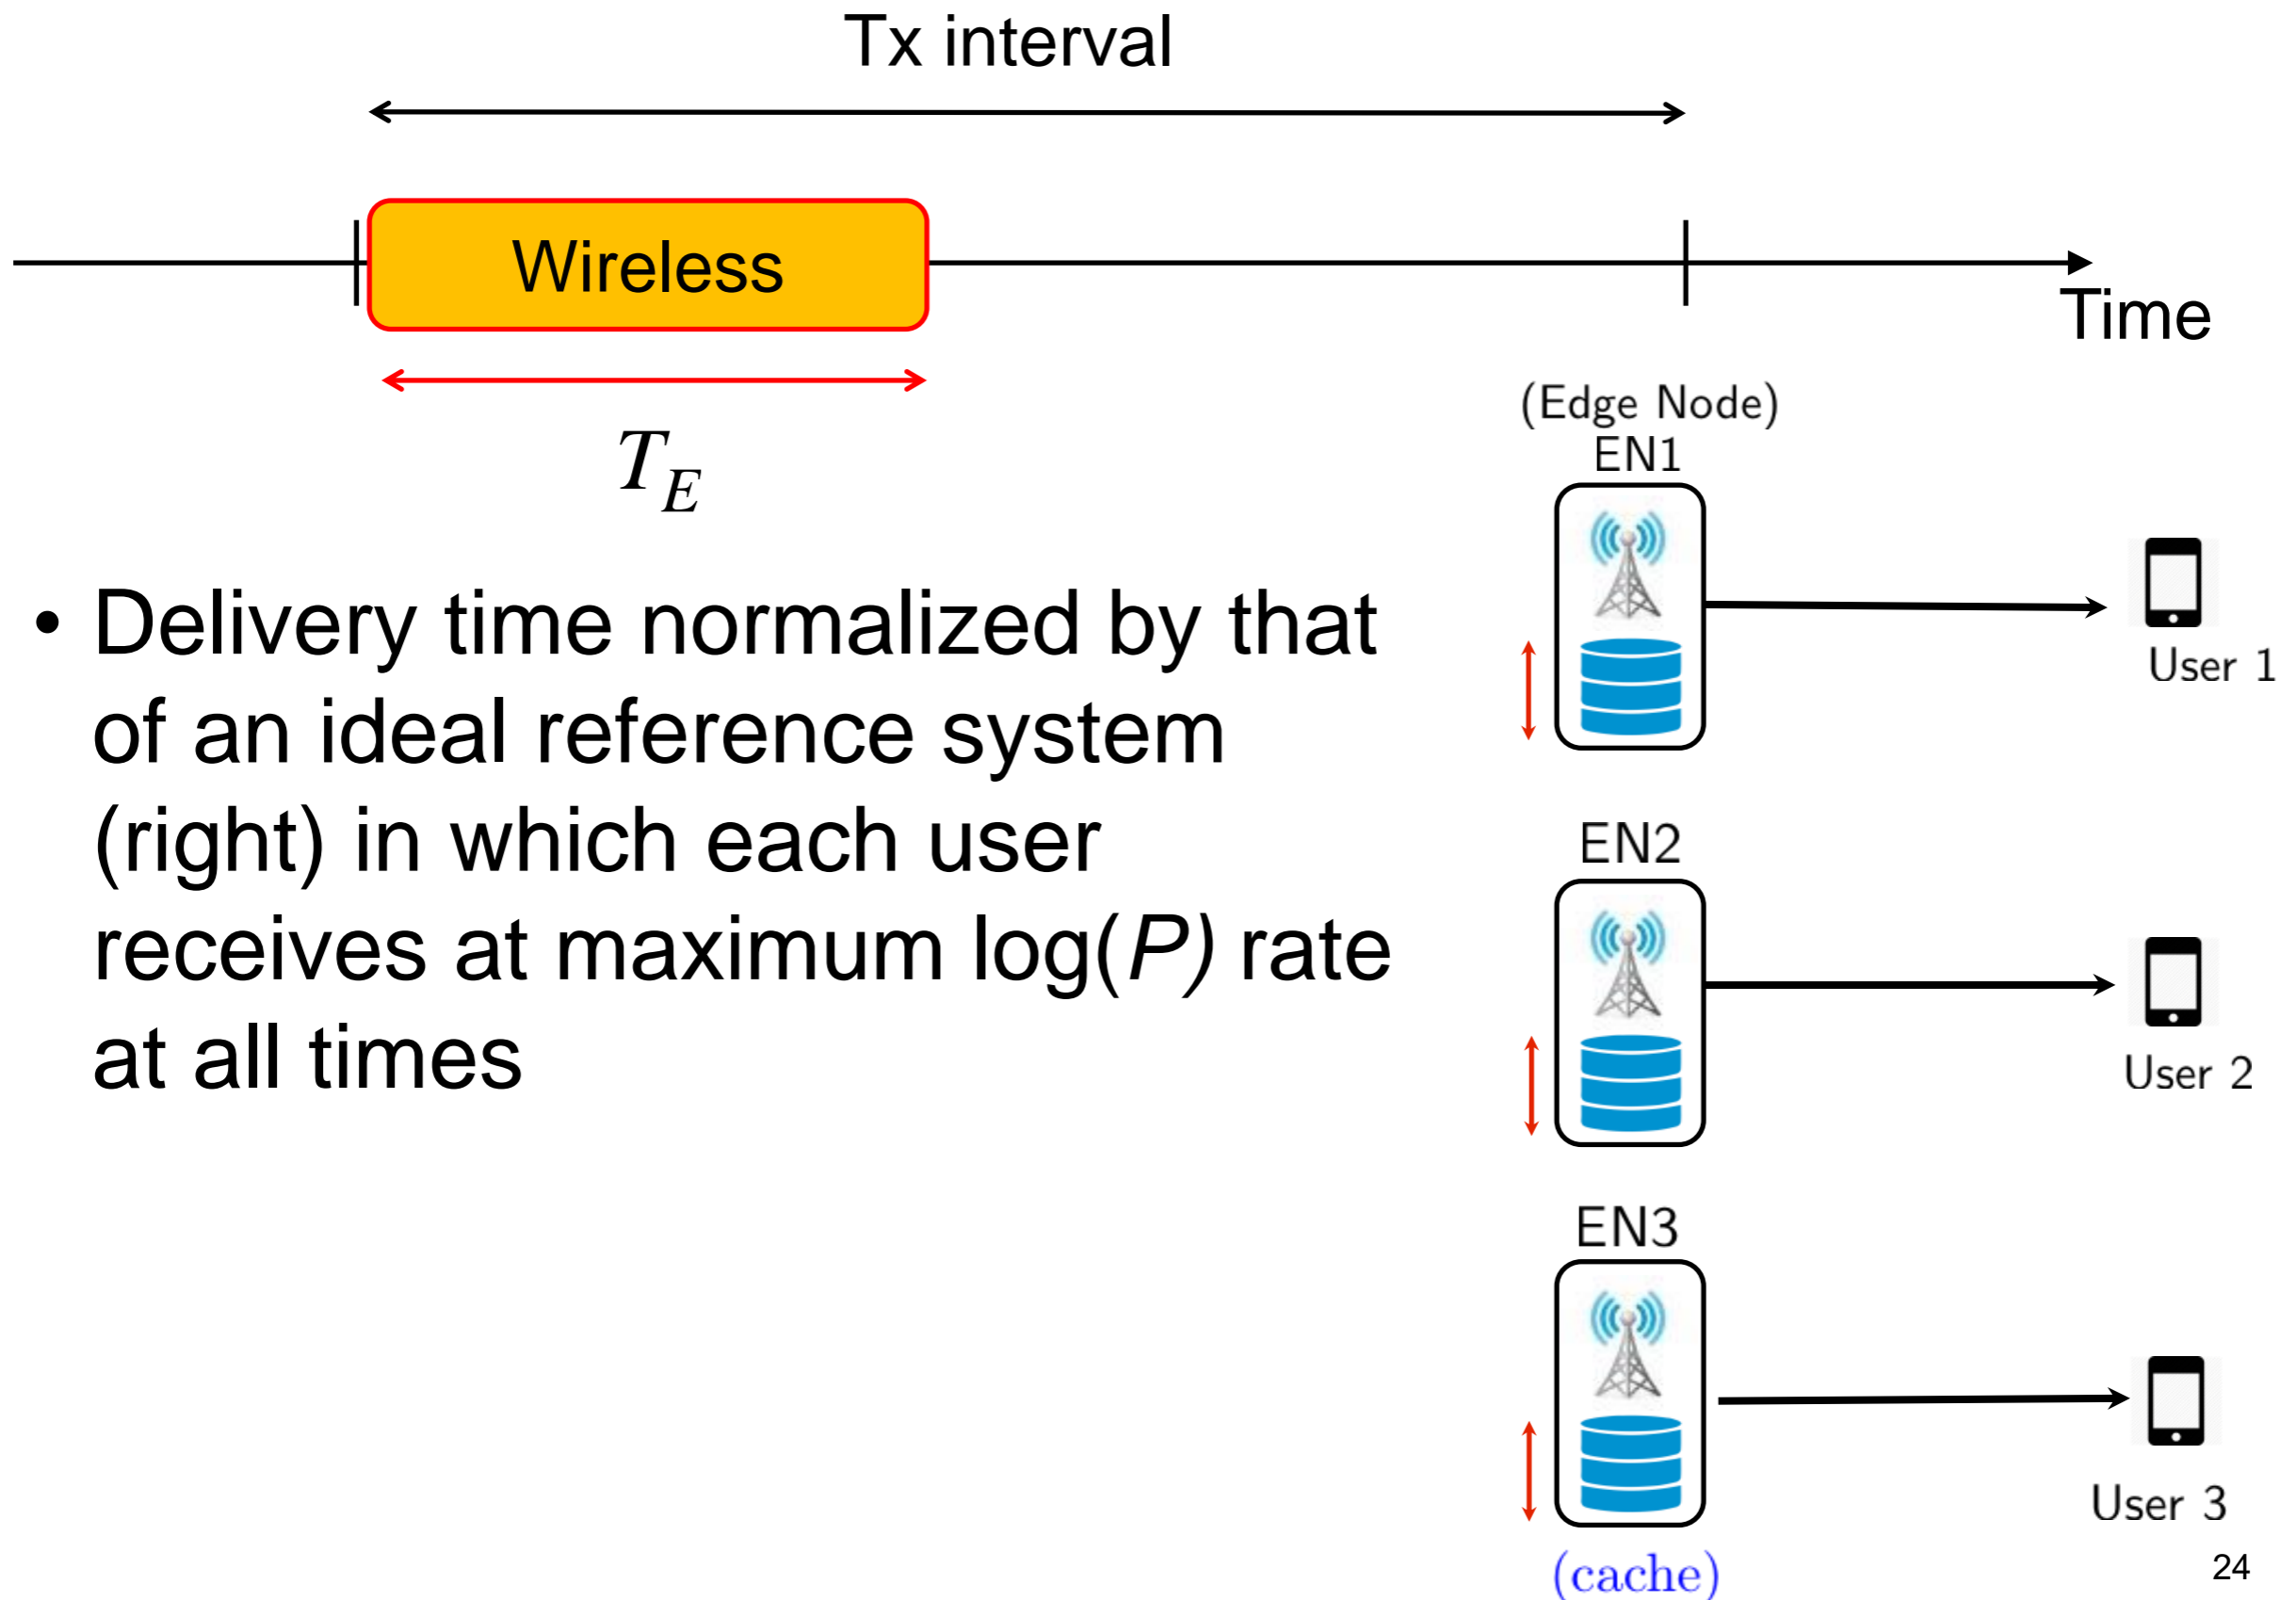 Tx interval
Wireless
Time
T_E
• Delivery time normalized by that
of an ideal reference system
(right) in which each user
receives at maximum log(P) rate
at all times
(Edge Node)
EN1
User 1
EN2
User 2
EN3
User 3
(cache)
24